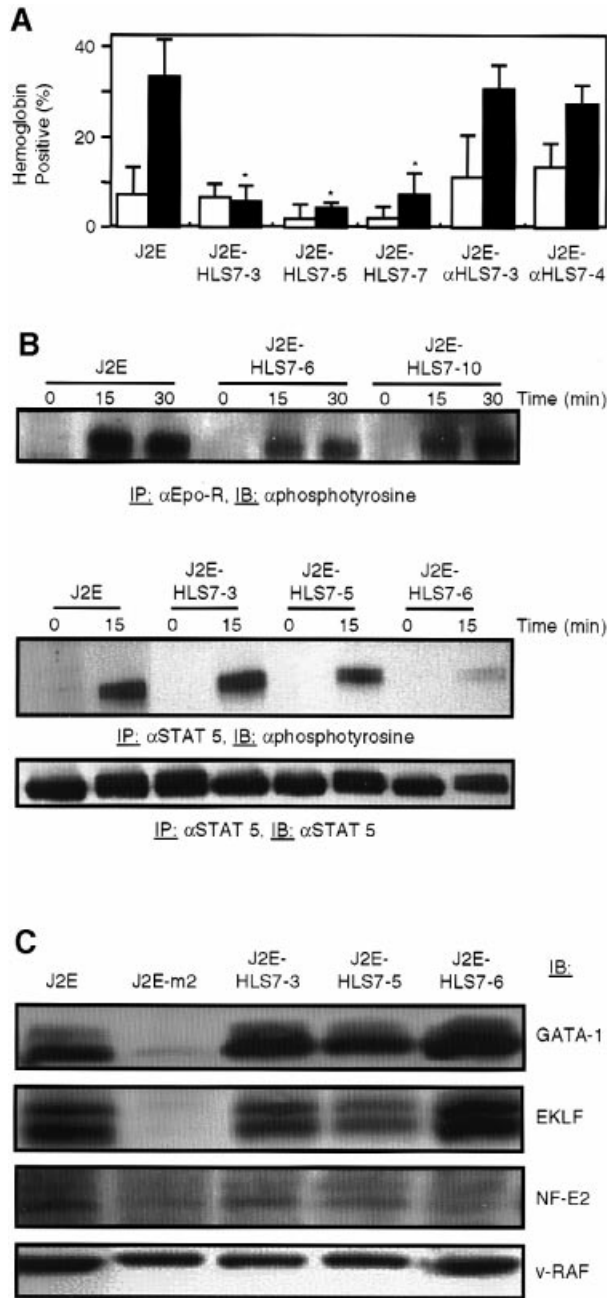 A
Hemoglobin
Positive (%)
40
20
0
J2E
J2E-
HLS7-3
J2E-
HLS7-5
J2E-
HLS7-7
J2E-
αHLS7-3
J2E-
αHLS7-4
*
*
*
B
J2E
J2E-
HLS7-6
J2E-
HLS7-10
0 15 30 0 15 30 0 15 30 Time (min)
IP: αEpo-R, IB: αphosphotyrosine
J2E
J2E-
HLS7-3
J2E-
HLS7-5
J2E-
HLS7-6
0 15 0 15 0 15 0 15 Time (min)
IP: αSTAT 5, IB: αphosphotyrosine
IP: αSTAT 5, IB: αSTAT 5
C
J2E
J2E-m2
J2E-
HLS7-3
J2E-
HLS7-5
J2E-
HLS7-6
IB:
GATA-1
EKLF
NF-E2
v-RAF